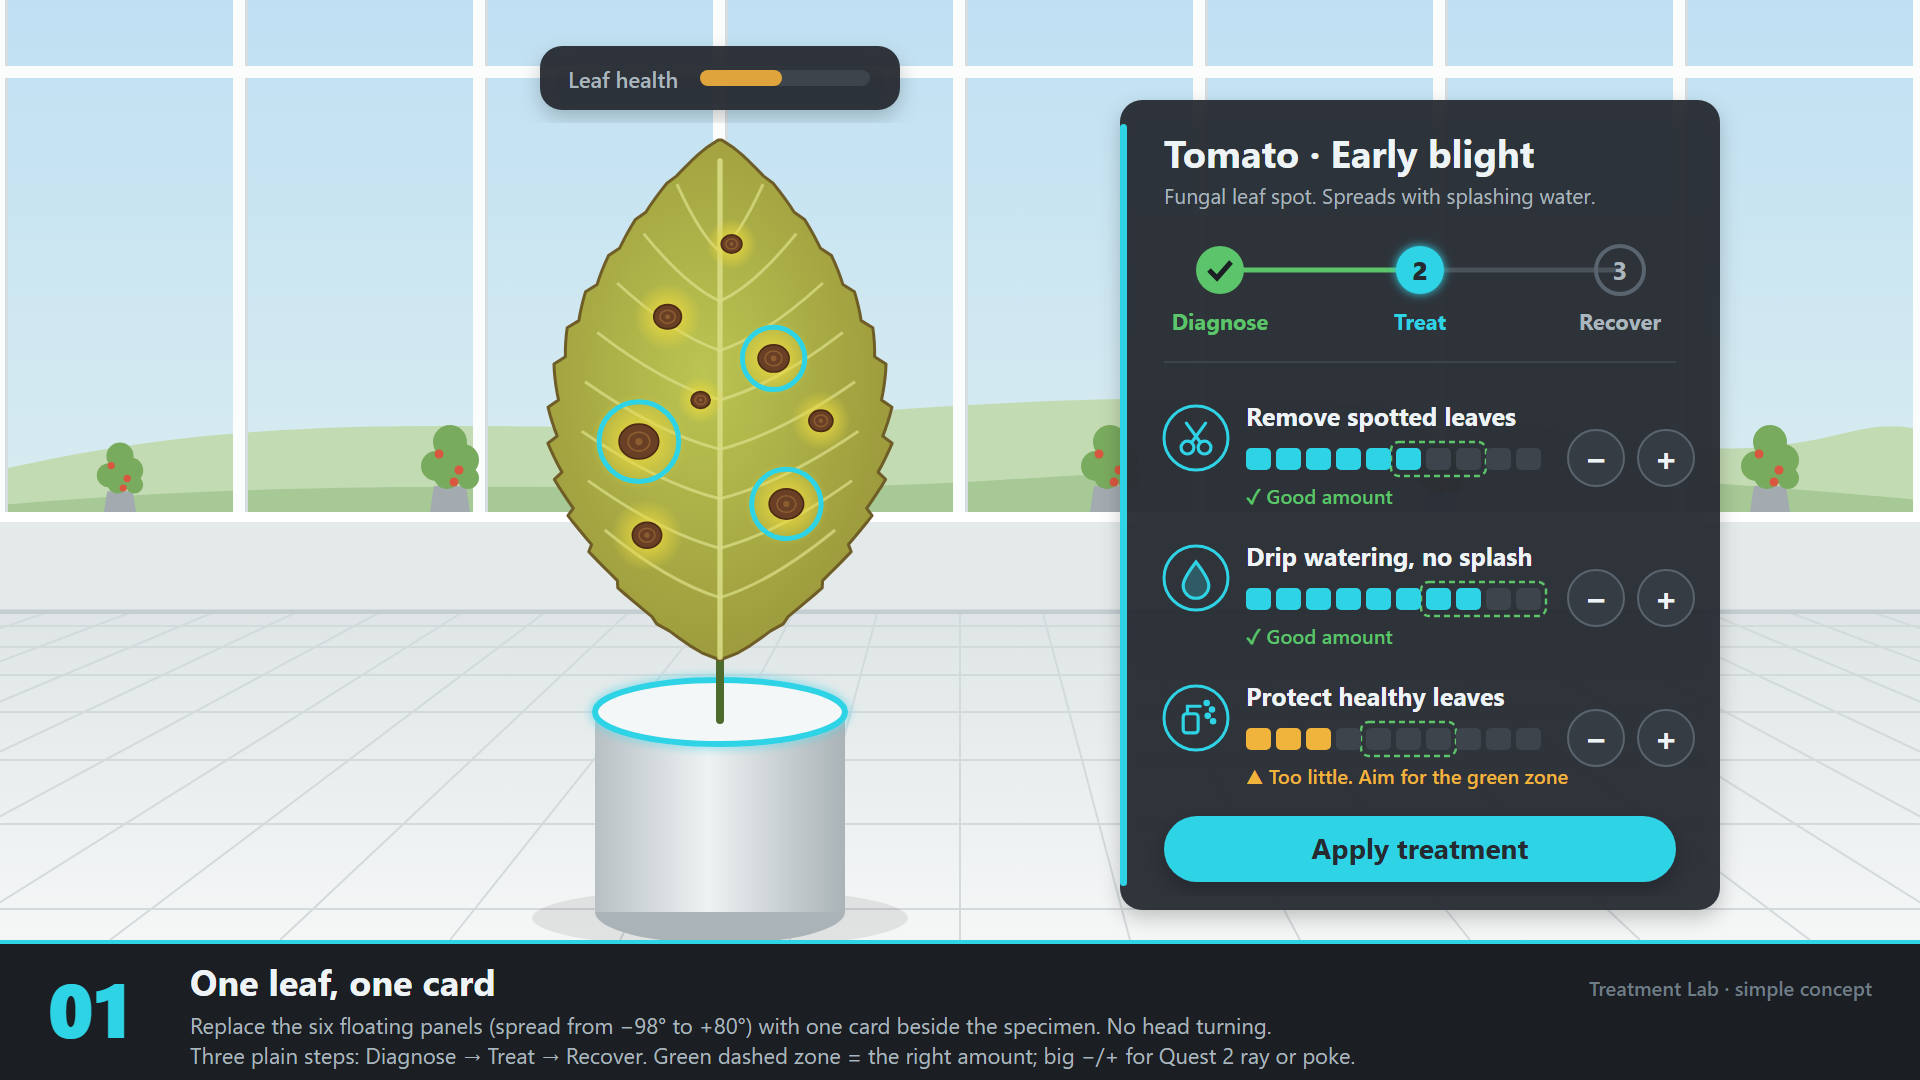 Leaf health
Tomato · Early blight
Fungal leaf spot. Spreads with splashing water.
2
3
Diagnose
Treat
Recover
Remove spotted leaves
− +
✓ Good amount
Drip watering, no splash
− +
✓ Good amount
Protect healthy leaves
− +
▲ Too little. Aim for the green zone
Apply treatment
01
One leaf, one card
Treatment Lab · simple concept
Replace the six floating panels (spread from −98° to +80°) with one card beside the specimen. No head turning.
Three plain steps: Diagnose → Treat → Recover. Green dashed zone = the right amount; big −/+ for Quest 2 ray or poke.